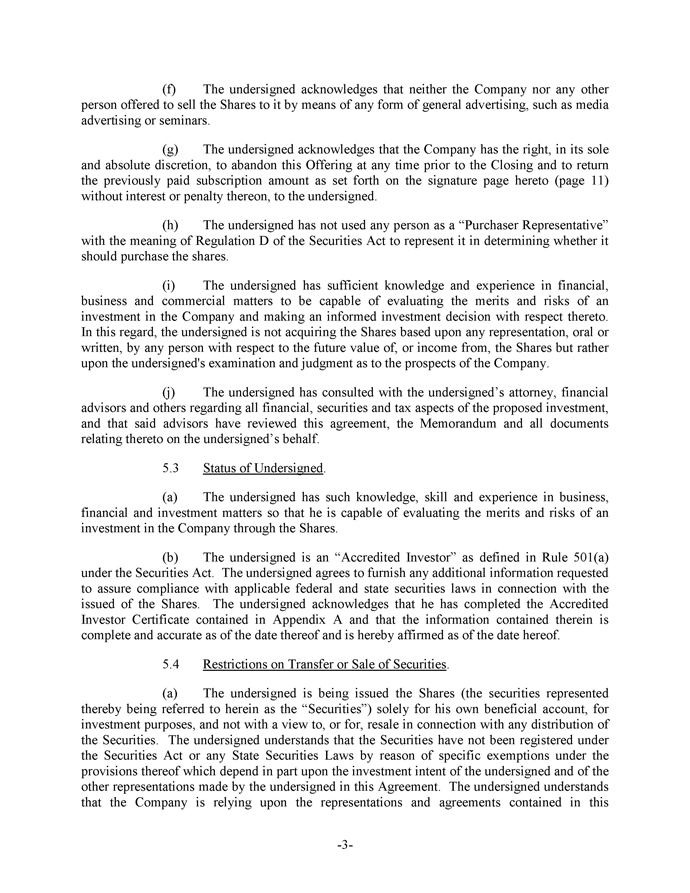 (f) The undersigned acknowledges that neither the Company nor any other
person offered to sell the Shares to it by means of any form of general advertising, such as media
advertising or seminars.
(g) The undersigned acknowledges that the Company has the right, in its sole
and absolute discretion, to abandon this Offering at any time prior to the Closing and to return
the previously paid subscription amount as set forth on the signature page hereto (page 11)
without interest or penalty thereon, to the undersigned.
(h) The undersigned has not used any person as a “Purchaser Representative”
with the meaning of Regulation D of the Securities Act to represent it in determining whether it
should purchase the shares.
(i) The undersigned has sufficient knowledge and experience in financial,
business and commercial matters to be capable of evaluating the merits and risks of an
investment in the Company and making an informed investment decision with respect thereto.
In this regard, the undersigned is not acquiring the Shares based upon any representation, oral or
written, by any person with respect to the future value of, or income from, the Shares but rather
upon the undersigned's examination and judgment as to the prospects of the Company.
(j) The undersigned has consulted with the undersigned’s attorney, financial
advisors and others regarding all financial, securities and tax aspects of the proposed investment,
and that said advisors have reviewed this agreement, the Memorandum and all documents
relating thereto on the undersigned’s behalf.
5.3 Status of Undersigned.
(a) The undersigned has such knowledge, skill and experience in business,
financial and investment matters so that he is capable of evaluating the merits and risks of an
investment in the Company through the Shares.
(b) The undersigned is an “Accredited Investor” as defined in Rule 501(a)
under the Securities Act. The undersigned agrees to furnish any additional information requested
to assure compliance with applicable federal and state securities laws in connection with the
issued of the Shares. The undersigned acknowledges that he has completed the Accredited
Investor Certificate contained in Appendix A and that the information contained therein is
complete and accurate as of the date thereof and is hereby affirmed as of the date hereof.
5.4 Restrictions on Transfer or Sale of Securities.
(a) The undersigned is being issued the Shares (the securities represented
thereby being referred to herein as the “Securities”) solely for his own beneficial account, for
investment purposes, and not with a view to, or for, resale in connection with any distribution of
the Securities. The undersigned understands that the Securities have not been registered under
the Securities Act or any State Securities Laws by reason of specific exemptions under the
provisions thereof which depend in part upon the investment intent of the undersigned and of the
other representations made by the undersigned in this Agreement. The undersigned understands
that the Company is relying upon the representations and agreements contained in this
-3-